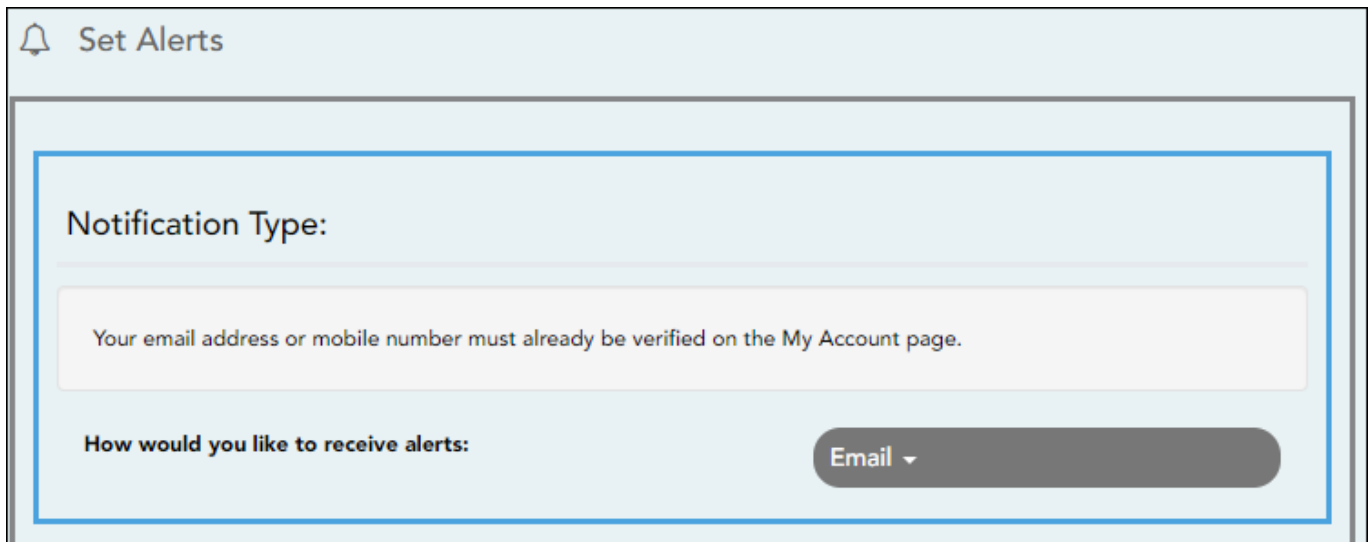 Set Alerts
Notification Type:
Your email address or mobile number must already be verified on the My Account page.
How would you like to receive alerts:
Email